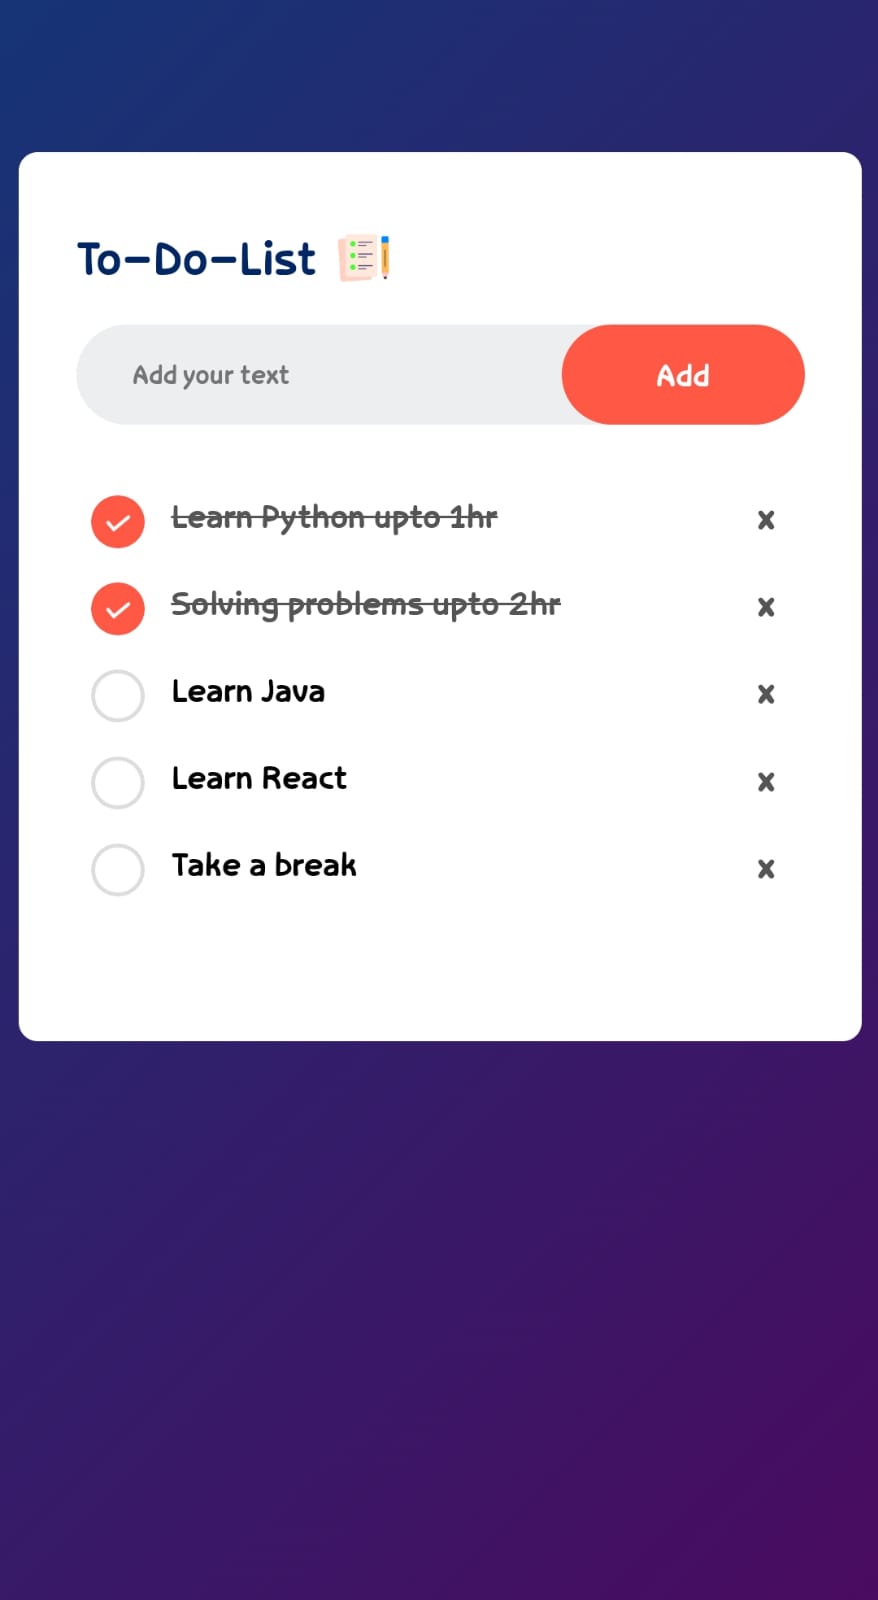 To-Do-List
Add your text
Add
Learn Python upto 1hr
x
Solving problems upto 2hr
x
Learn Java
x
Learn React
x
Take a break
x